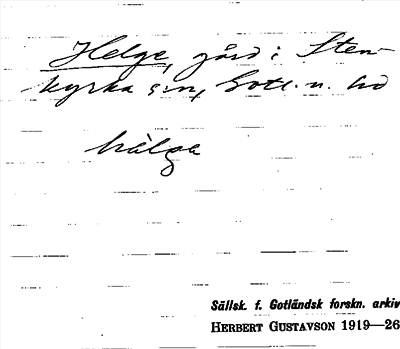 Helge, gård i Sten-
kyrka sn, Gotl. n. hd
hälge
Sällsk. f. Gotländsk forskn. arkiv
HERBERT GUSTAVSON 1919—26